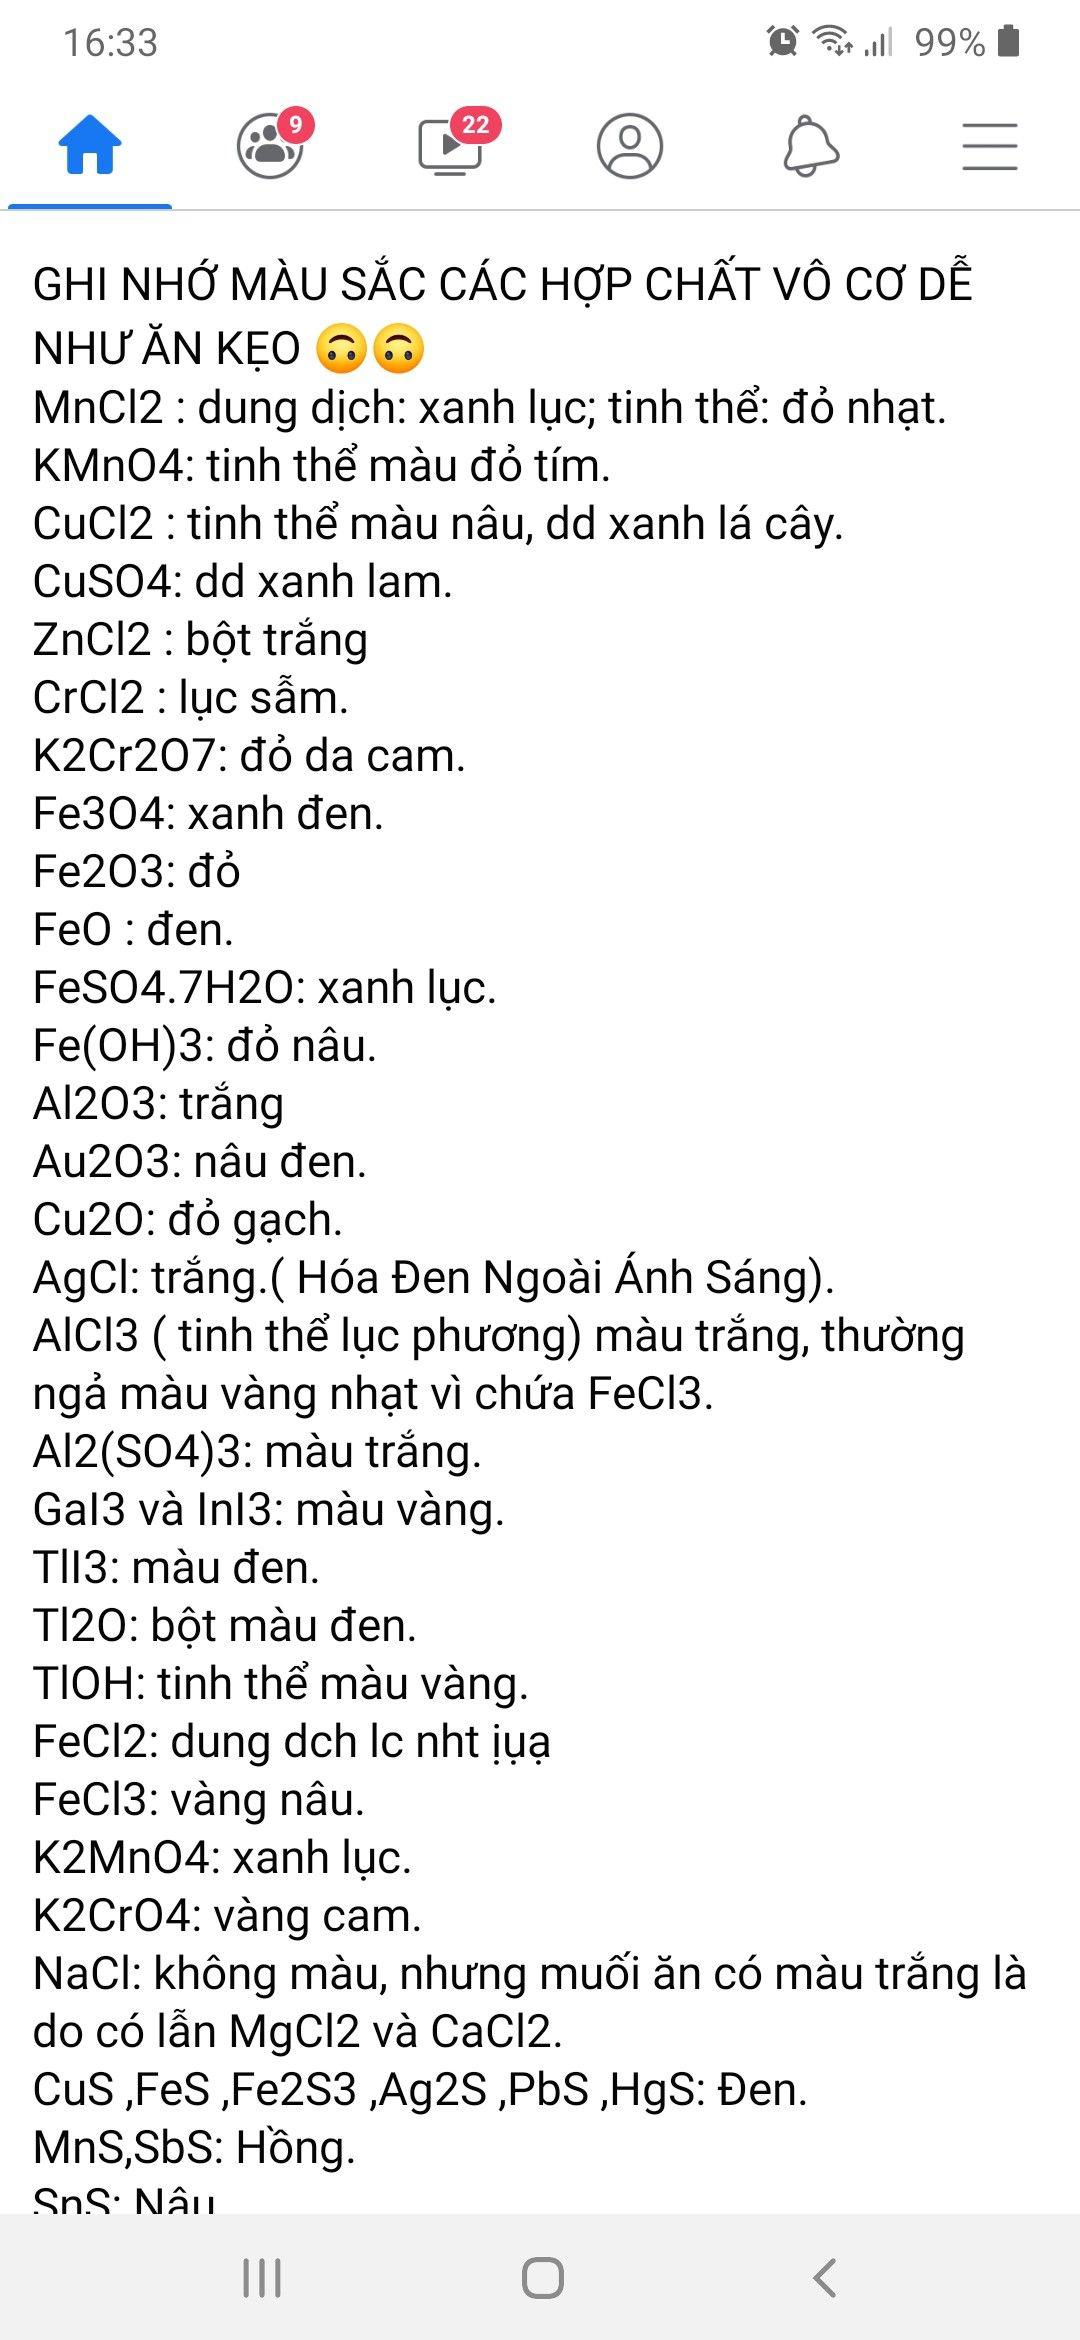 16:33 99%
9 22
GHI NHỚ MÀU SẮC CÁC HỢP CHẤT VÔ CƠ DỄ
NHƯ ĂN KẸO 🙃🙃
MnCl2 : dung dịch: xanh lục; tinh thể: đỏ nhạt.
KMnO4: tinh thể màu đỏ tím.
CuCl2 : tinh thể màu nâu, dd xanh lá cây.
CuSO4: dd xanh lam.
ZnCl2 : bột trắng
CrCl2 : lục sẫm.
K2Cr2O7: đỏ da cam.
Fe3O4: xanh đen.
Fe2O3: đỏ
FeO : đen.
FeSO4.7H2O: xanh lục.
Fe(OH)3: đỏ nâu.
Al2O3: trắng
Au2O3: nâu đen.
Cu2O: đỏ gạch.
AgCl: trắng.( Hóa Đen Ngoài Ánh Sáng).
AlCl3 ( tinh thể lục phương) màu trắng, thường
ngả màu vàng nhạt vì chứa FeCl3.
Al2(SO4)3: màu trắng.
GaI3 và InI3: màu vàng.
TlI3: màu đen.
Tl2O: bột màu đen.
TlOH: tinh thể màu vàng.
FeCl2: dung dch lc nht ịụạ
FeCl3: vàng nâu.
K2MnO4: xanh lục.
K2CrO4: vàng cam.
NaCl: không màu, nhưng muối ăn có màu trắng là
do có lẫn MgCl2 và CaCl2.
CuS ,FeS ,Fe2S3 ,Ag2S ,PbS ,HgS: Đen.
MnS,SbS: Hồng.
SnS: Nâu